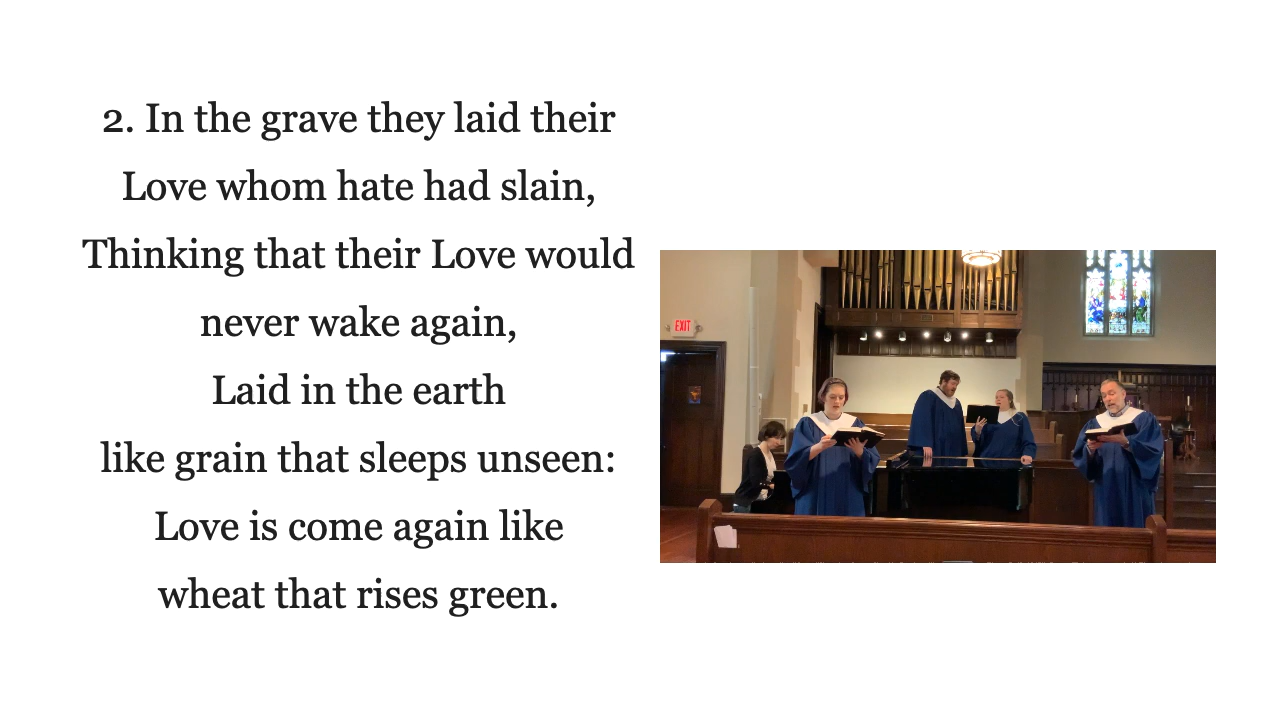 2. In the grave they laid their
Love whom hate had slain,
Thinking that their Love would
never wake again,
Laid in the earth
like grain that sleeps unseen:
Love is come again like
wheat that rises green.
EXIT